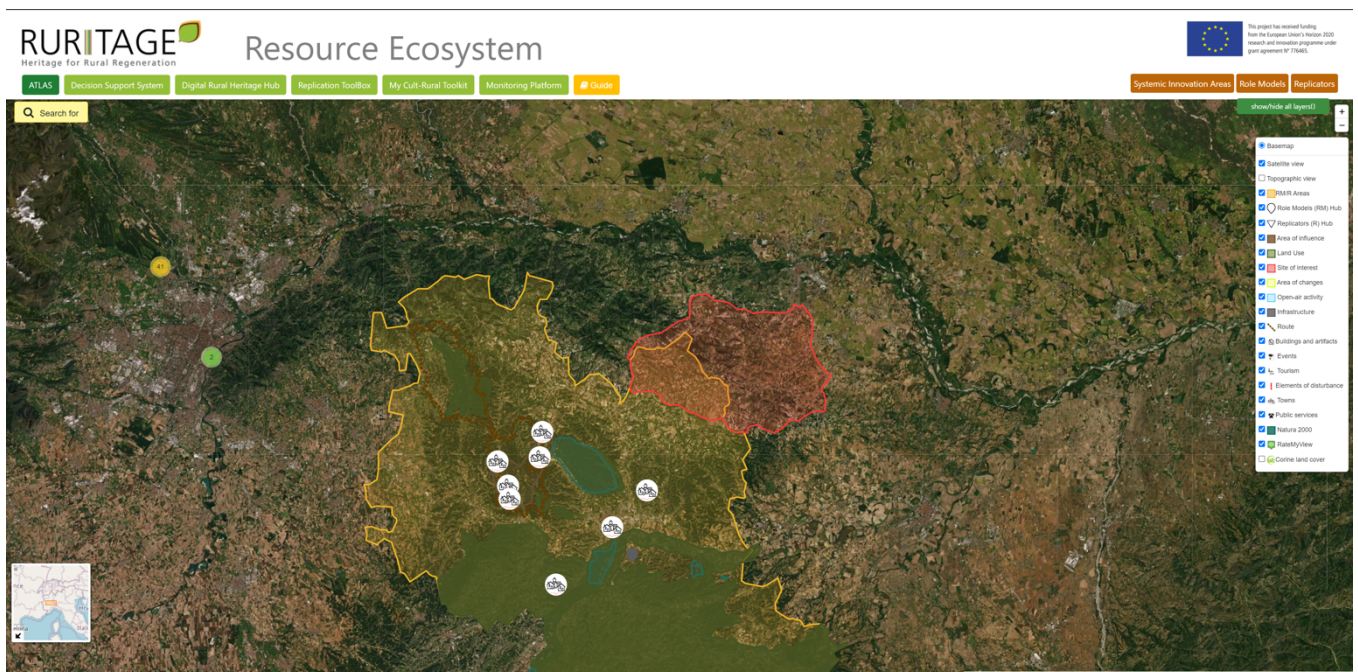 RURITAGE
Heritage for Rural Regeneration
Resource Ecosystem
This project has received funding
from the European Union's Horizon 2020
research and innovation programme under
grant agreement N° 776465.
ATLAS
Decision Support System
Digital Rural Heritage Hub
Replication ToolBox
My Cult-Rural Toolkit
Monitoring Platform
Guide
Systemic Innovation Areas
Role Models
Replicators
Search for
show/hide all layers()
+
−
Basemap
Satellite view
Topographic view
RM/R Areas
Role Models (RM) Hub
Replicators (R) Hub
Area of influence
Land Use
Site of interest
Area of changes
Open-air activity
Infrastructure
Route
Buildings and artifacts
Events
Tourism
Elements of disturbance
Towns
Public services
Natura 2000
RateMyView
Corine land cover
41
2